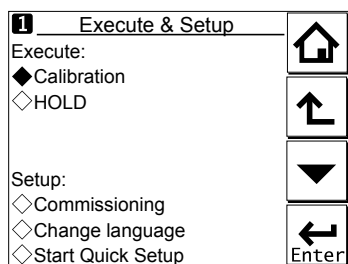 1 Execute & Setup
Execute:
◆Calibration
◇HOLD
Setup:
◇Commissioning
◇Change language
◇Start Quick Setup
Enter